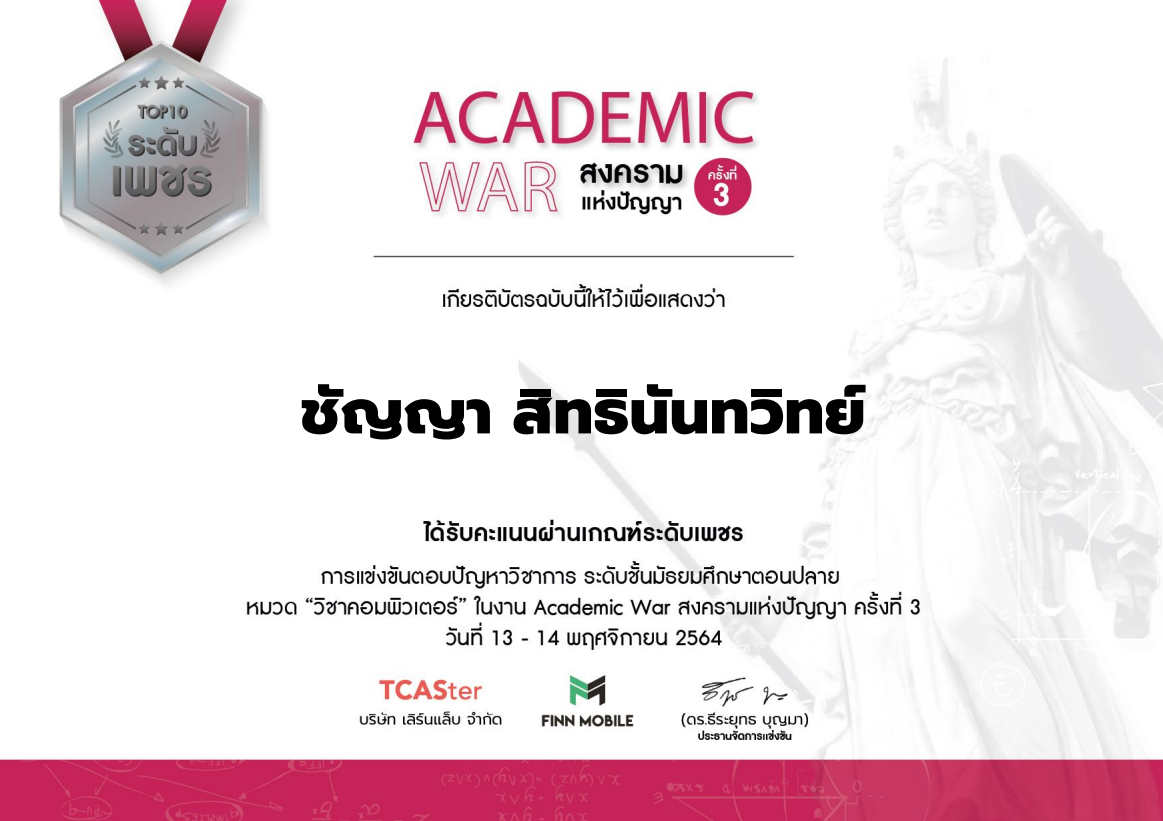 TOP10
ระดับ
เพชร
ACADEMIC
WAR สงคราม
แห่งปัญญา
ครั้งที่
3
เกียรติบัตรฉบับนี้ให้ไว้เพื่อแสดงว่า
ชัญญา สิทธินันทวิทย์
ได้รับคะแนนผ่านเกณฑ์ระดับเพชร
การแข่งขันตอบปัญหาวิชาการ ระดับชั้นมัธยมศึกษาตอนปลาย
หมวด “วิชาคอมพิวเตอร์” ในงาน Academic War สงครามแห่งปัญญา ครั้งที่ 3
วันที่ 13 - 14 พฤศจิกายน 2564
TCASter
บริษัท เลิร์นแล็บ จำกัด
FINN MOBILE
(ดร.ธีระยุทธ บุญมา)
ประธานจัดการแข่งขัน